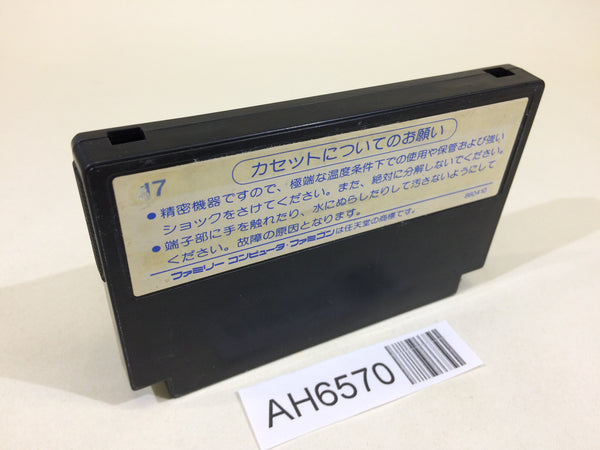 カセットについてのお願い
17
●精密機器ですので、極端な温度条件下での使用や保管および強い
ショックをさけてください。また、絶対に分解しないでください。
●端子部に手を触れたり、水にぬらしたりして汚さないようにして
ください。故障の原因となります。
860410
ファミリーコンピュータ・ファミコンは任天堂の商標です。
AH6570